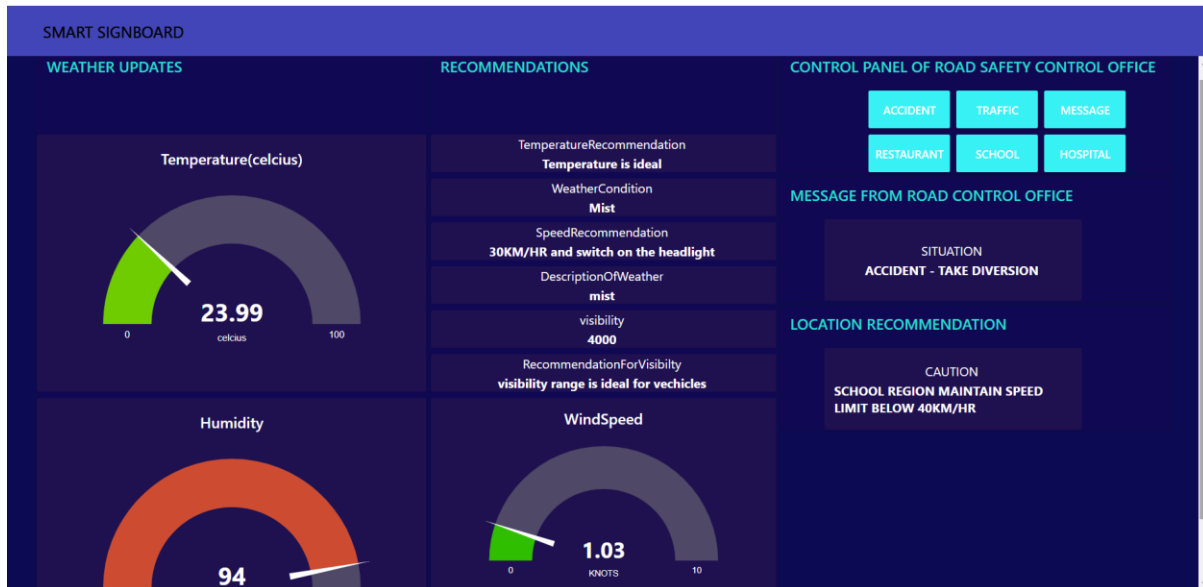 SMART SIGNBOARD
WEATHER UPDATES
Temperature(celcius)
23.99
celcius
0
100
Humidity
94
RECOMMENDATIONS
TemperatureRecommendation
Temperature is ideal
WeatherCondition
Mist
SpeedRecommendation
30KM/HR and switch on the headlight
DescriptionOfWeather
mist
visibility
4000
RecommendationForVisibilty
visibility range is ideal for vechicles
WindSpeed
1.03
KNOTS
0
10
CONTROL PANEL OF ROAD SAFETY CONTROL OFFICE
ACCIDENT TRAFFIC MESSAGE
RESTAURANT SCHOOL HOSPITAL
MESSAGE FROM ROAD CONTROL OFFICE
SITUATION
ACCIDENT - TAKE DIVERSION
LOCATION RECOMMENDATION
CAUTION
SCHOOL REGION MAINTAIN SPEED
LIMIT BELOW 40KM/HR